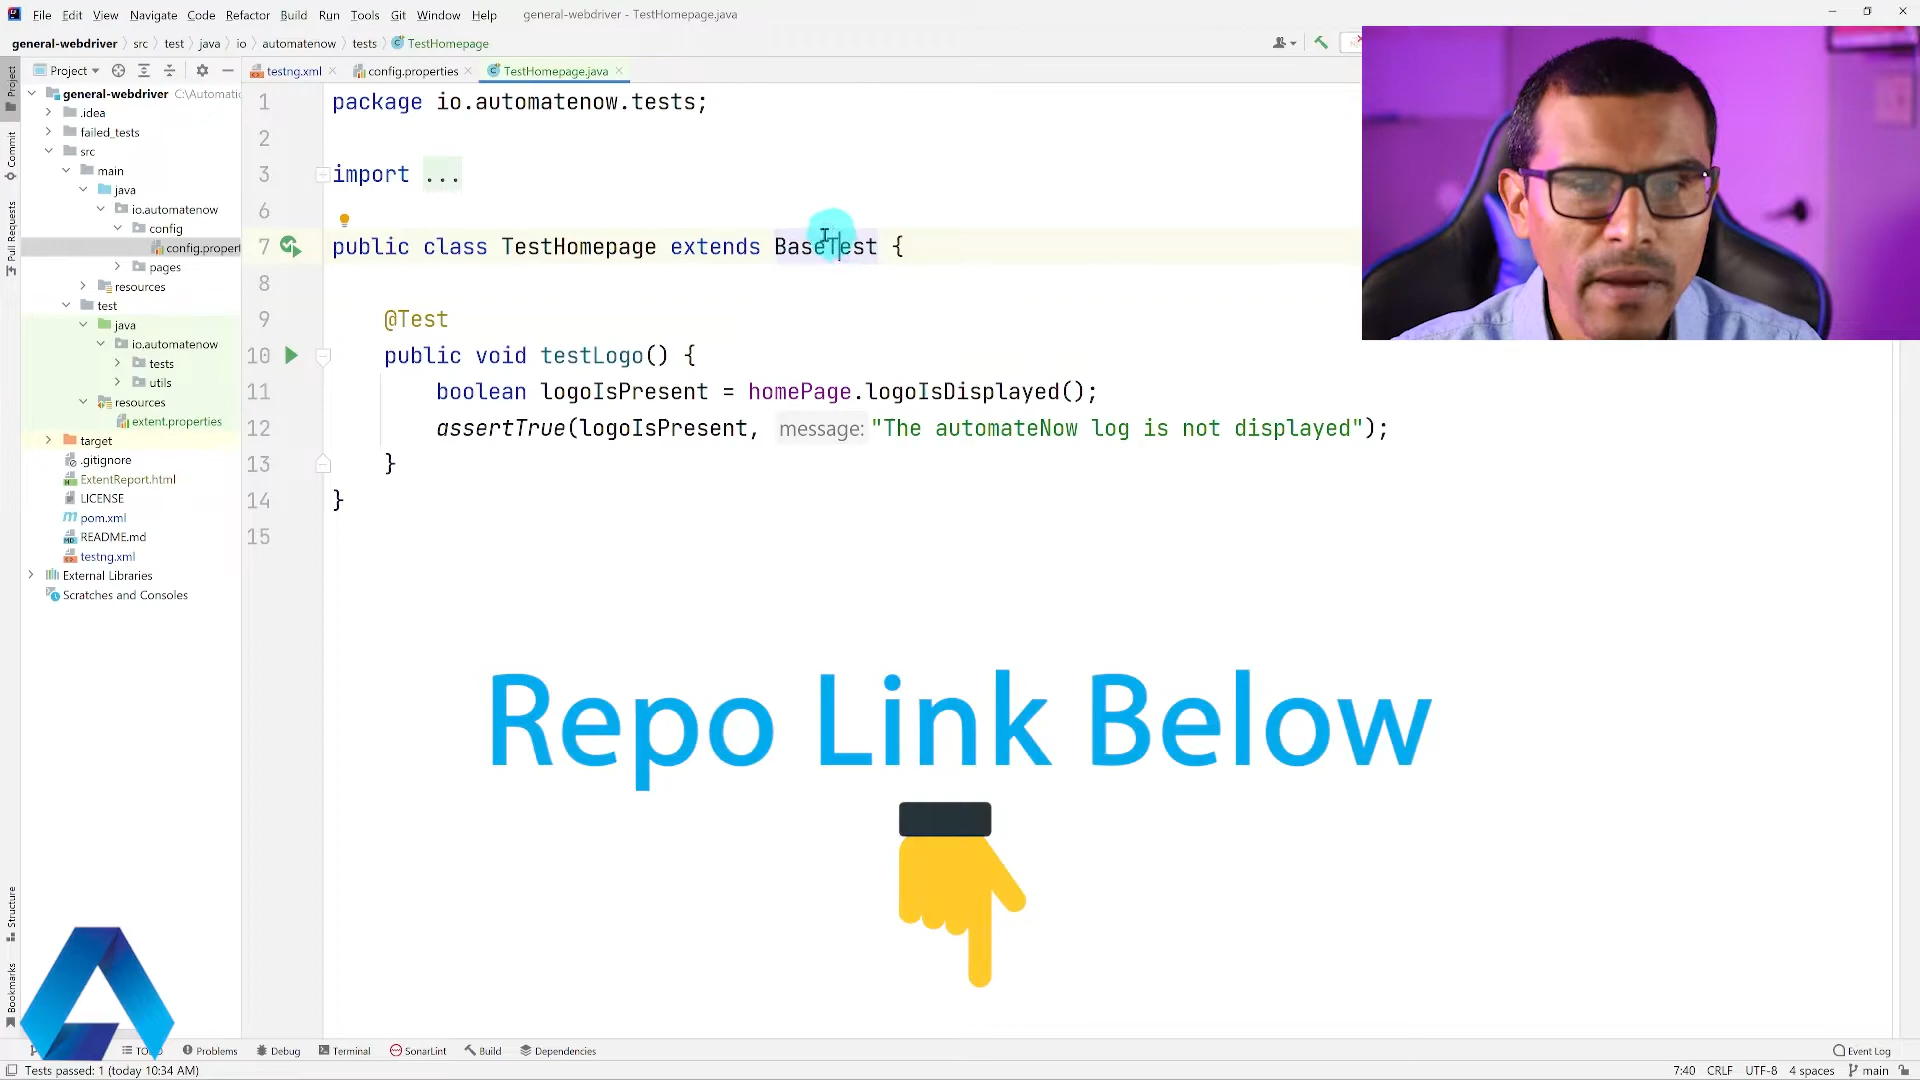 File Edit View Navigate Code Refactor Build Run Tools Git Window Help general-webdriver - TestHomepage.java
general-webdriver src test java io automatenow tests TestHomepage
Project
testng.xml config.properties TestHomepage.java
general-webdriver C:\Automatic
.idea
failed_tests
src
main
java
io.automatenow
config
config.propert
pages
resources
test
java
io.automatenow
tests
utils
resources
extent.properties
target
.gitignore
ExtentReport.html
LICENSE
pom.xml
README.md
testng.xml
External Libraries
Scratches and Consoles
Project
Commit
Pull Requests
Structure
Bookmarks
1 package io.automatenow.tests;
2
3 import ...
6
7 public class TestHomepage extends BaseTest {
8
9 @Test
10 public void testLogo() {
11 boolean logoIsPresent = homePage.logoIsDisplayed();
12 assertTrue(logoIsPresent, message: "The automateNow log is not displayed");
13 }
14 }
15
Repo Link Below
Problems Debug Terminal SonarLint Build Dependencies Event Log
Tests passed: 1 (today 10:34 AM) 7:40 CRLF UTF-8 4 spaces main